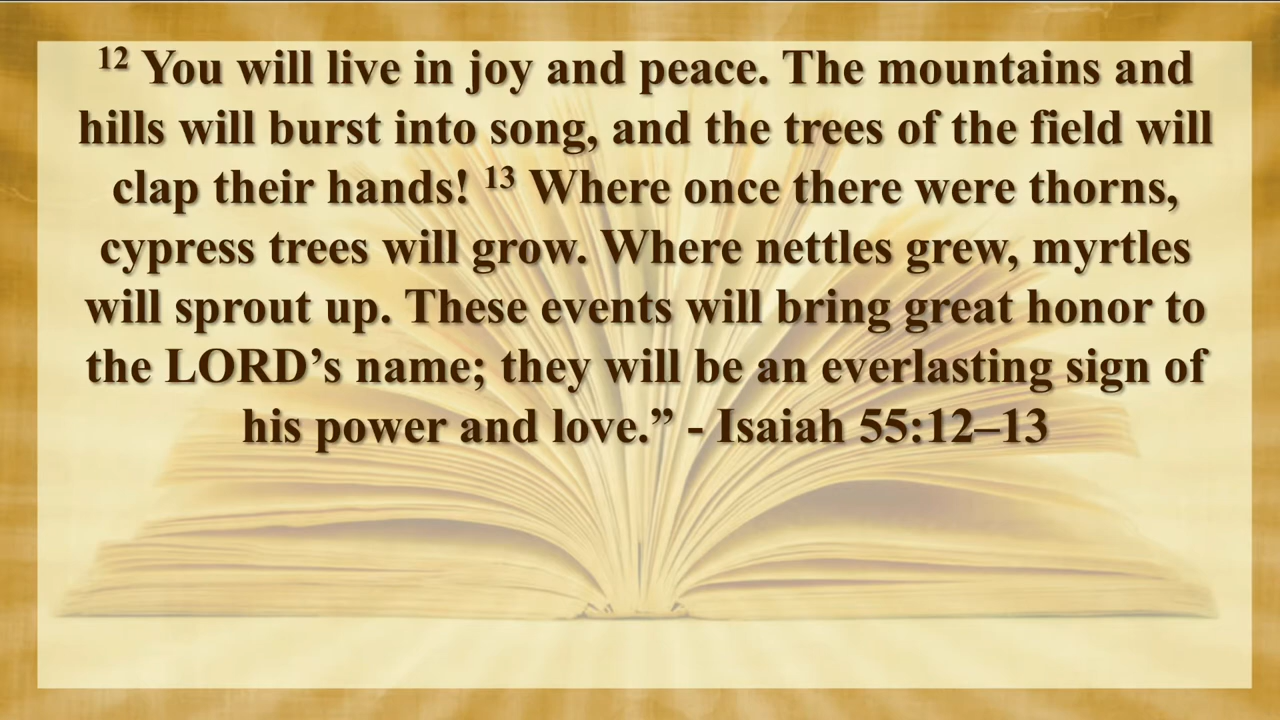 ¹² You will live in joy and peace. The mountains and
hills will burst into song, and the trees of the field will
clap their hands! ¹³ Where once there were thorns,
cypress trees will grow. Where nettles grew, myrtles
will sprout up. These events will bring great honor to
the LORD’s name; they will be an everlasting sign of
his power and love.” - Isaiah 55:12–13